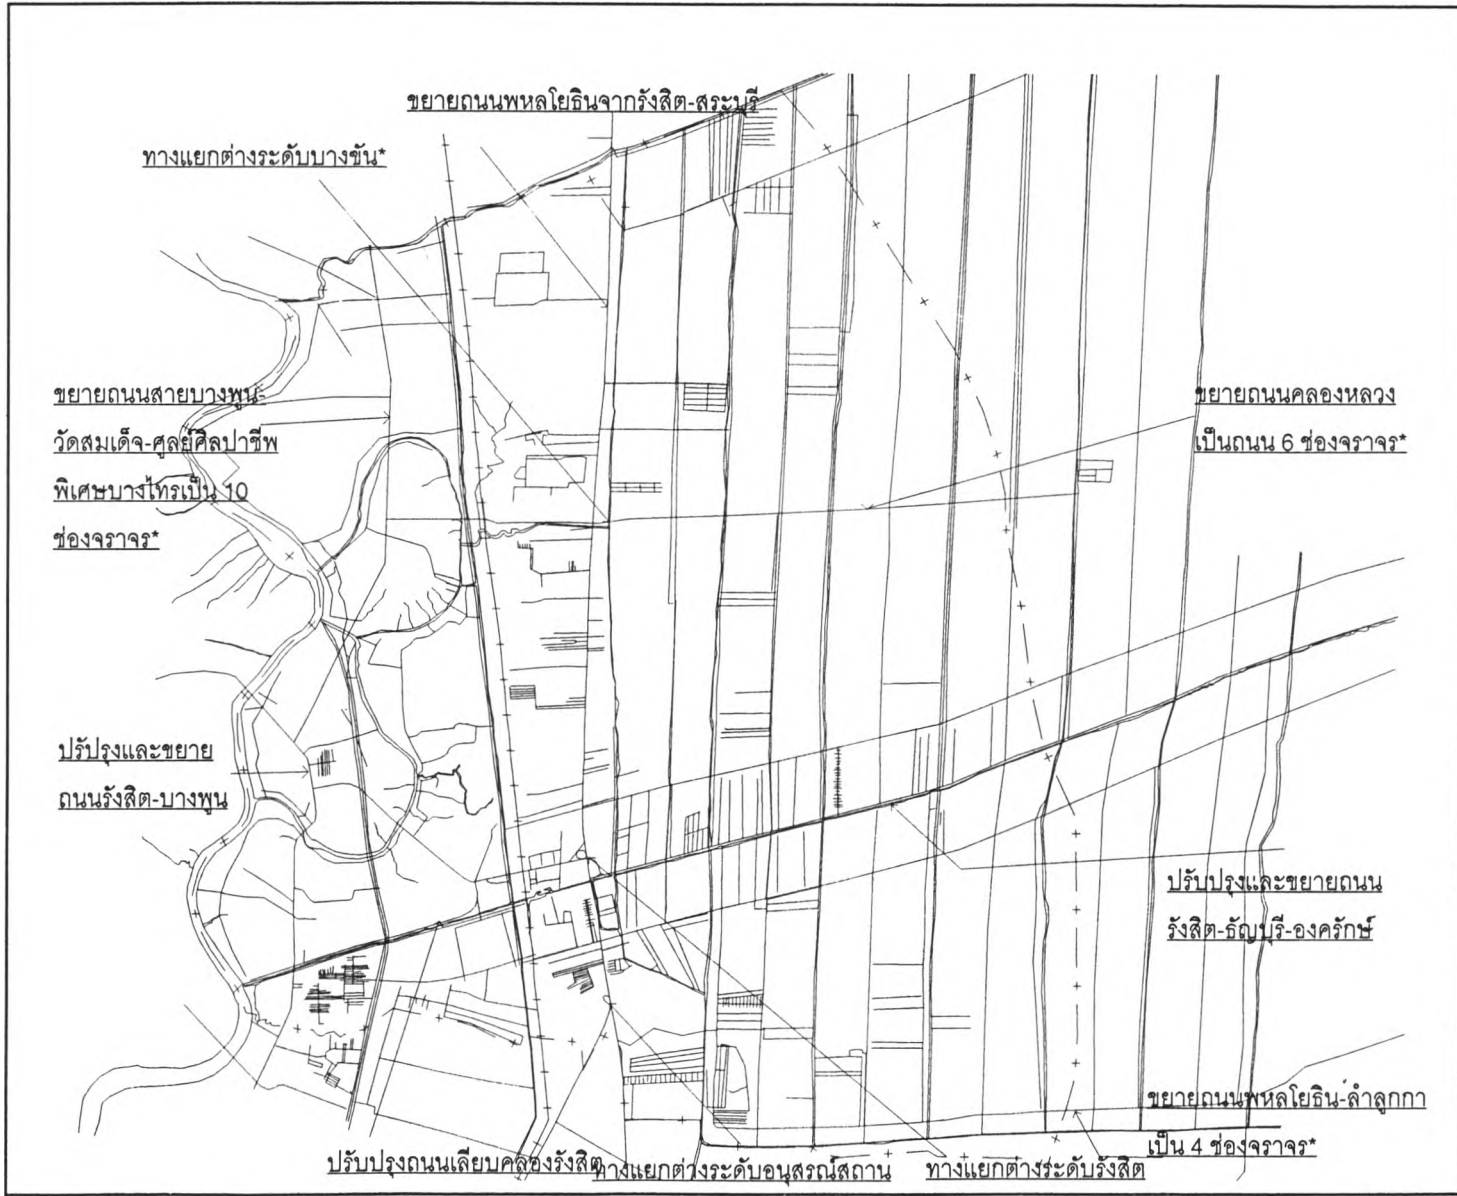 ขยายถนนพหลโยธินจากรังสิต-สระบุรี
ทางแยกต่างระดับบางขัน*
ขยายถนนสายบางพูน-
วัดสมเด็จ-ศูลย์ศิลปาชีพ
พิเศษบางไทรเป็น 10
ช่องจราจร*
ขยายถนนคลองหลวง
เป็นถนน 6 ช่องจราจร*
ปรัปรุงและขยาย
ถนนรังสิต-บางพูน
ปรับปรุงและขยายถนน
รังสิต-ธัญบุรี-องครักษ์
ขยายถนนพหลโยธิน-ลำลูกกา
เป็น 4 ช่องจราจร*
ปรับปรุงถนนเลียบคลองรังสิต
ทางแยกต่างระดับอนุสรณ์สถาน
ทางแยกต่างระดับรังสิต